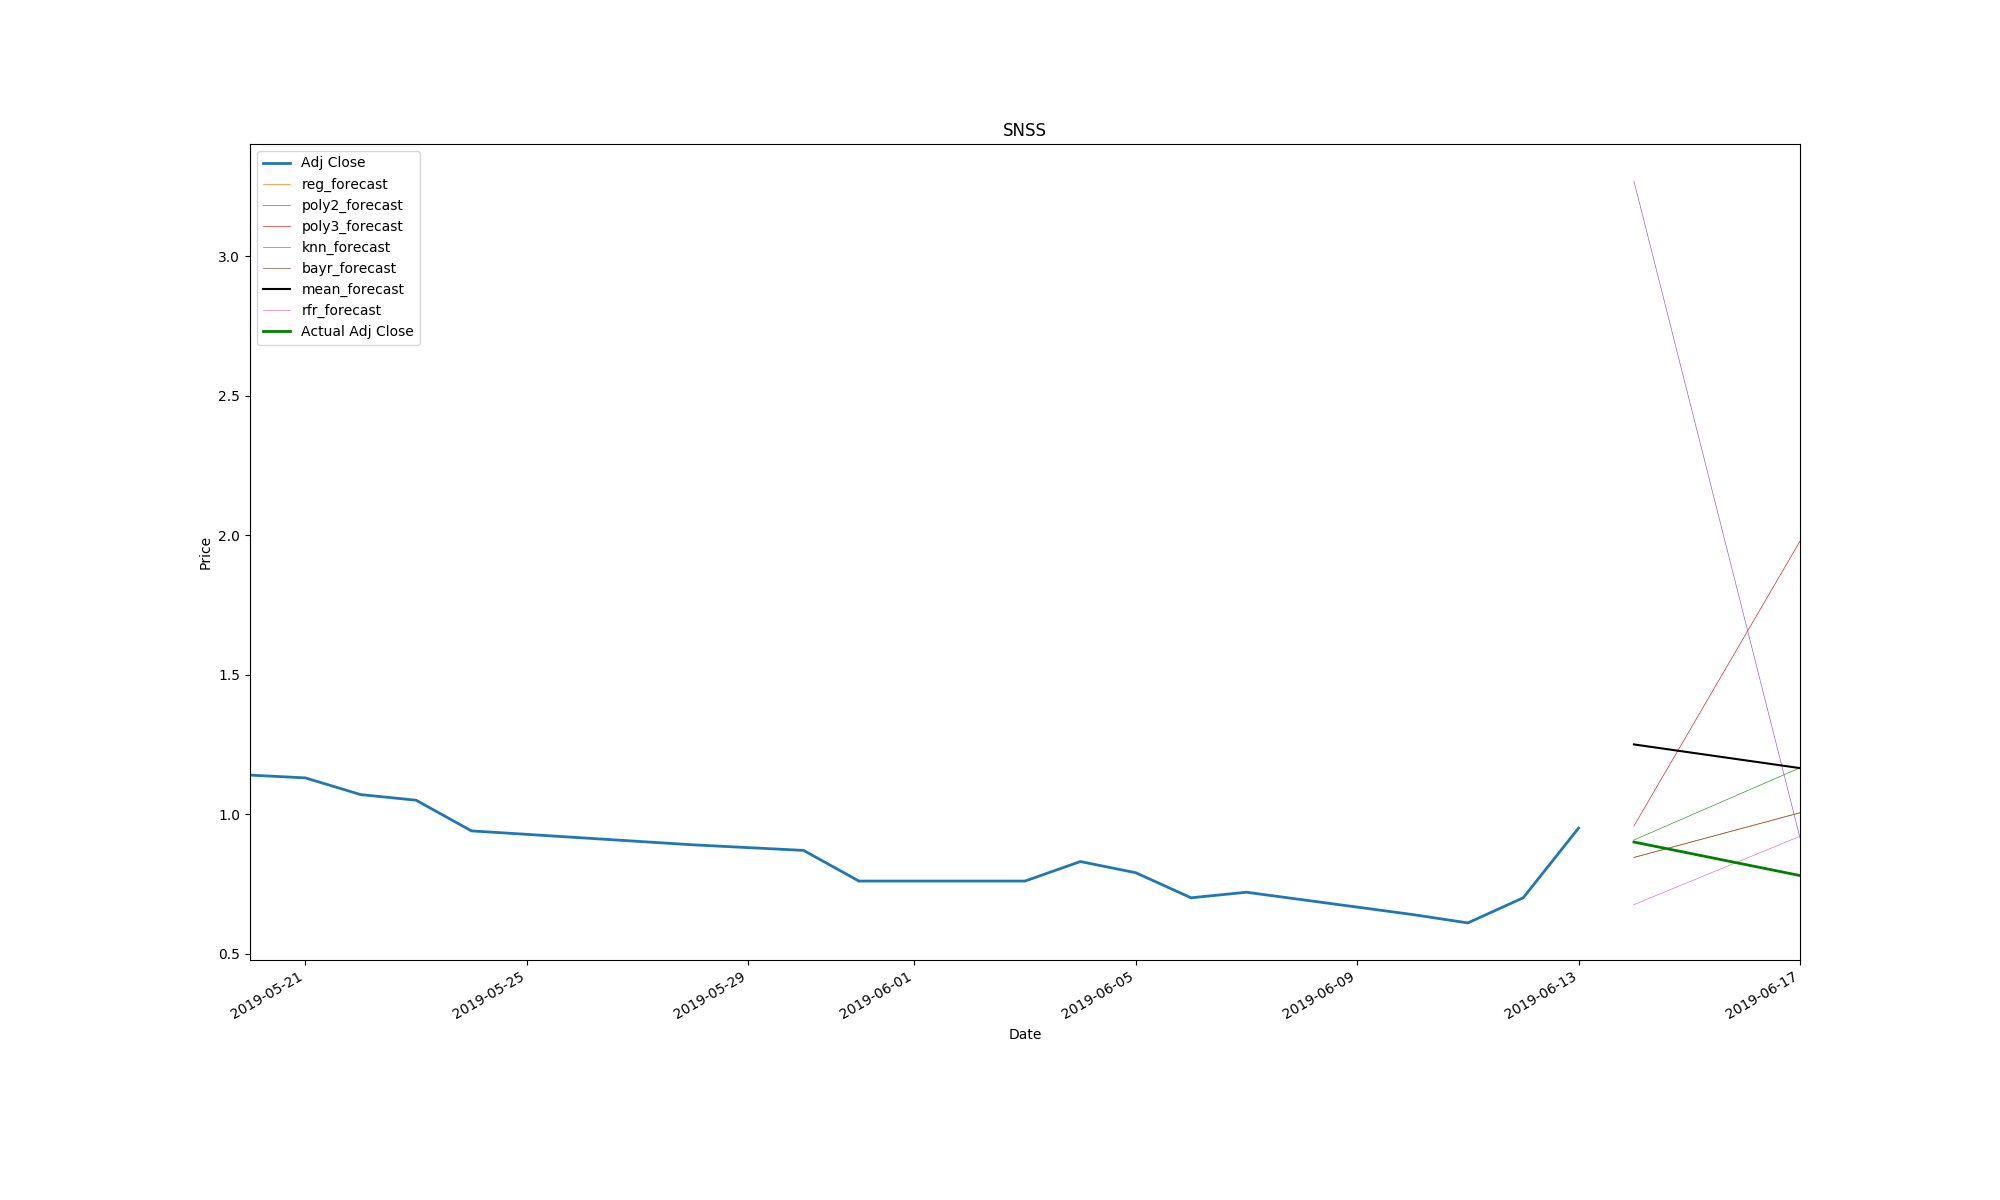 SNSS
Adj Close
reg_forecast
poly2_forecast
poly3_forecast
knn_forecast
bayr_forecast
mean_forecast
rfr_forecast
Actual Adj Close
Price
3.0
2.5
2.0
1.5
1.0
0.5
2019-05-21
2019-05-25
2019-05-29
2019-06-01
2019-06-05
2019-06-09
2019-06-13
2019-06-17
Date